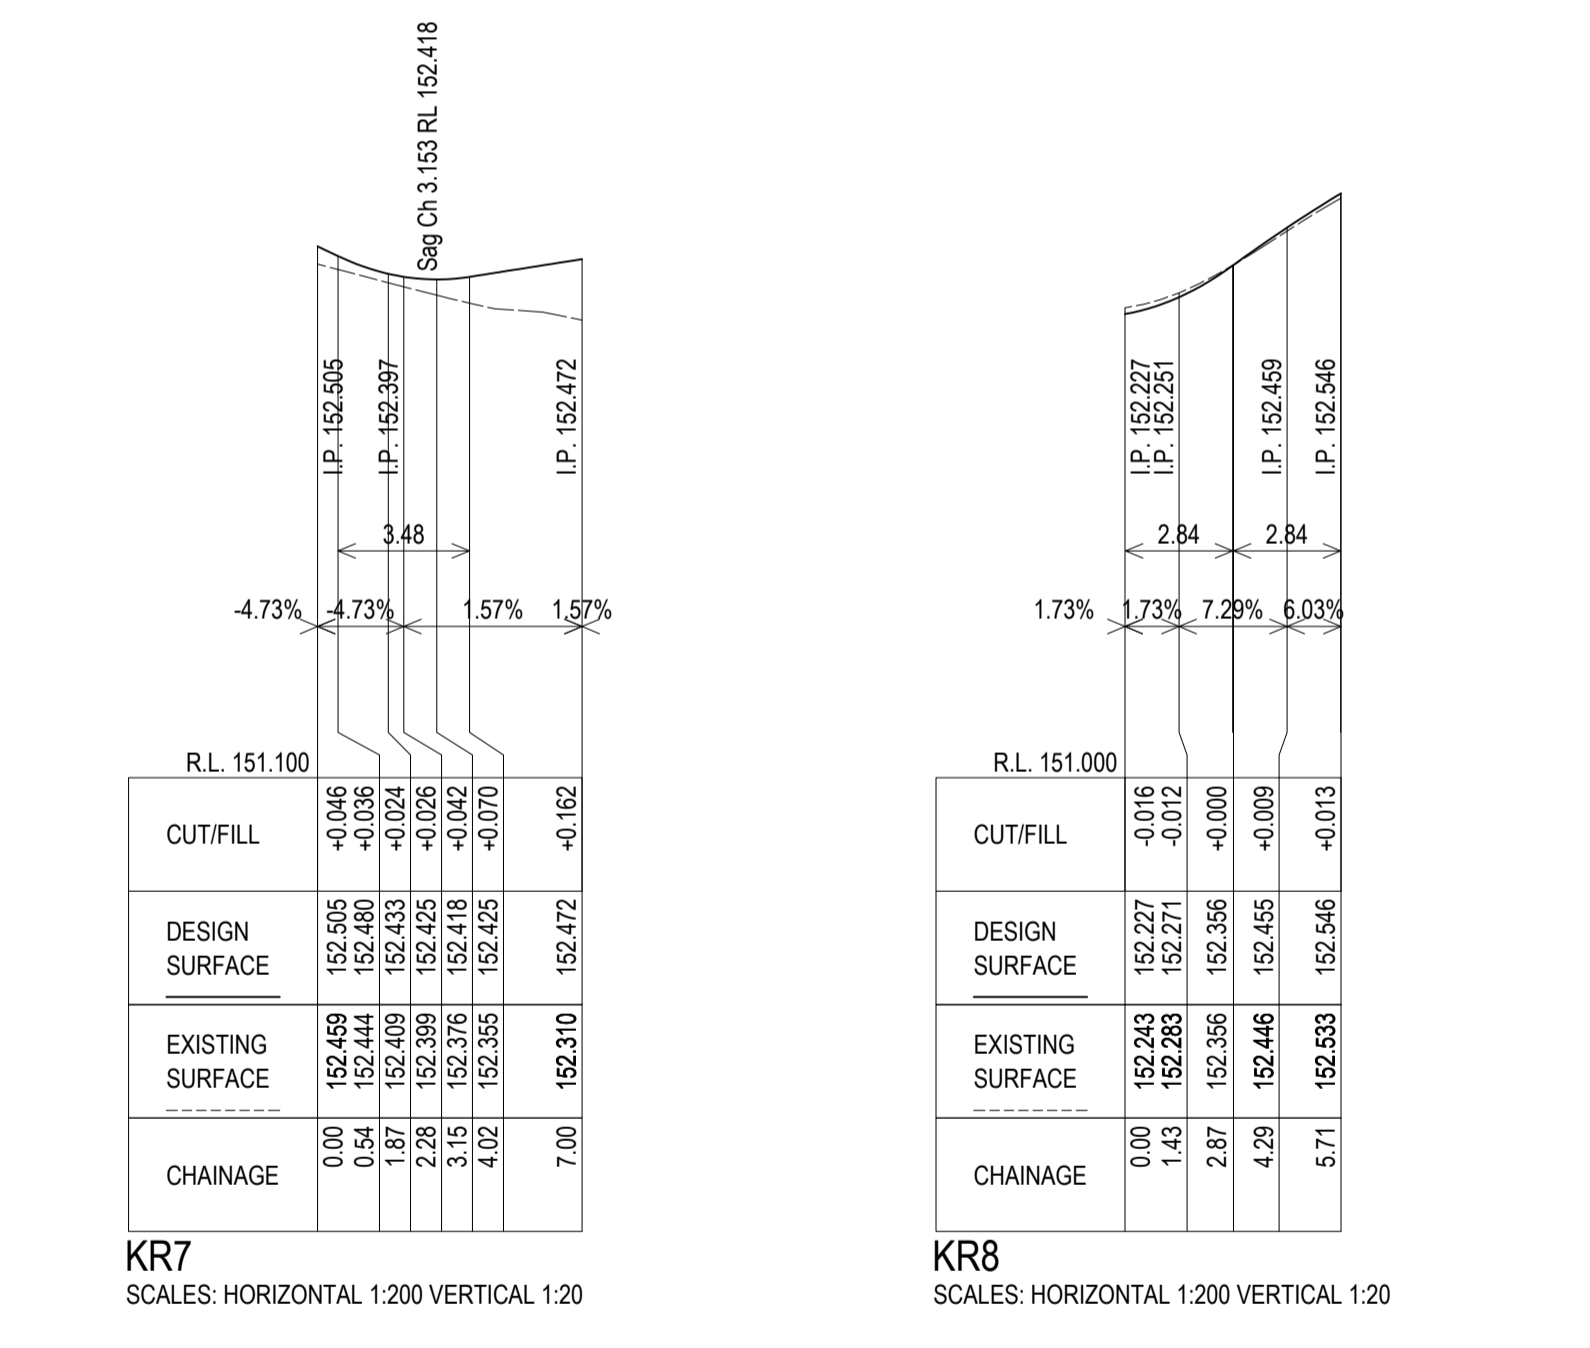 Sag Ch 3.153 RL 152.418
I.P. 152.505
I.P. 152.397
I.P. 152.472
3.48
-4.73%
-4.73%
1.57%
1.57%
R.L. 151.100
CUT/FILL
+0.046
+0.036
+0.024
+0.026
+0.042
+0.070
+0.162
DESIGN
SURFACE
152.505
152.480
152.433
152.425
152.418
152.425
152.472
EXISTING
SURFACE
152.459
152.444
152.409
152.399
152.376
152.355
152.310
CHAINAGE
0.00
0.54
1.87
2.28
3.15
4.02
7.00
KR7
SCALES: HORIZONTAL 1:200 VERTICAL 1:20
I.P. 152.227
I.P. 152.251
I.P. 152.459
I.P. 152.546
2.84
2.84
1.73%
1.73%
7.29%
6.03%
R.L. 151.000
CUT/FILL
-0.016
-0.012
+0.000
+0.009
+0.013
DESIGN
SURFACE
152.227
152.271
152.356
152.455
152.546
EXISTING
SURFACE
152.243
152.283
152.356
152.446
152.533
CHAINAGE
0.00
1.43
2.87
4.29
5.71
KR8
SCALES: HORIZONTAL 1:200 VERTICAL 1:20